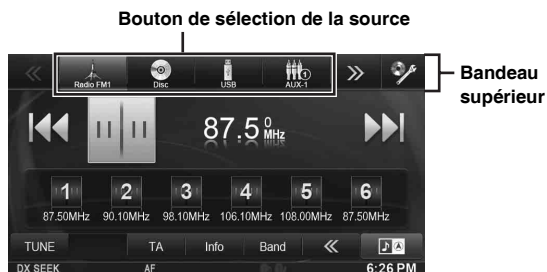 Bouton de sélection de la source
Radio FM1 Disc USB AUX-1
Bandeau supérieur
87.5 0 MHz
1 2 3 4 5 6
87.50MHz 90.10MHz 98.10MHz 106.10MHz 108.00MHz 87.50MHz
TUNE TA Info Band
DX SEEK AF 6:26 PM